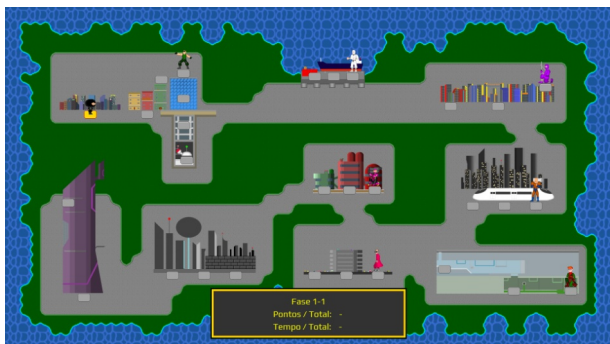 Fase 1-1
Pontos / Total: -
Tempo / Total: -